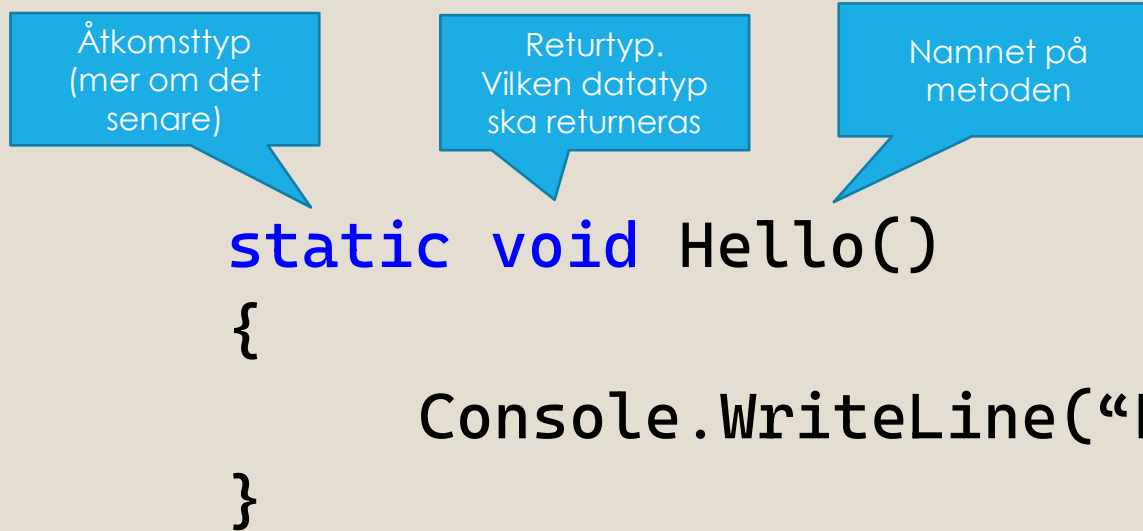 Åtkomsttyp
(mer om det
senare)
Returtyp.
Vilken datatyp
ska returneras
Namnet på
metoden
static void Hello()
{
Console.WriteLine(“
}